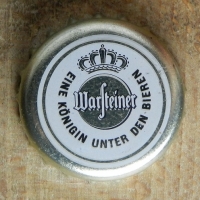 Warsteiner
EINE KÖNIGIN UNTER DEN BIEREN